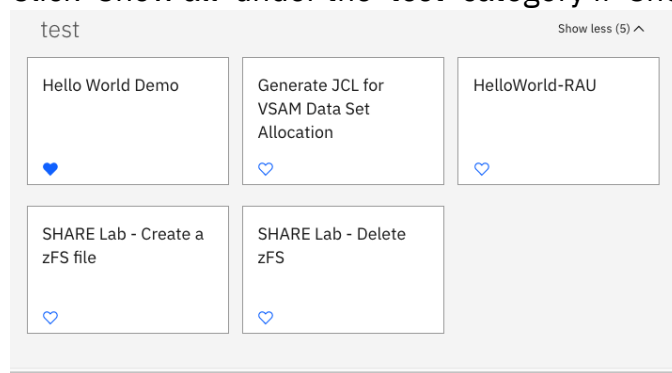 Click "Show all" under the "test" category if
test
Show less (5)
Hello World Demo
Generate JCL for
VSAM Data Set
Allocation
HelloWorld-RAU
SHARE Lab - Create a
zFS file
SHARE Lab - Delete
zFS